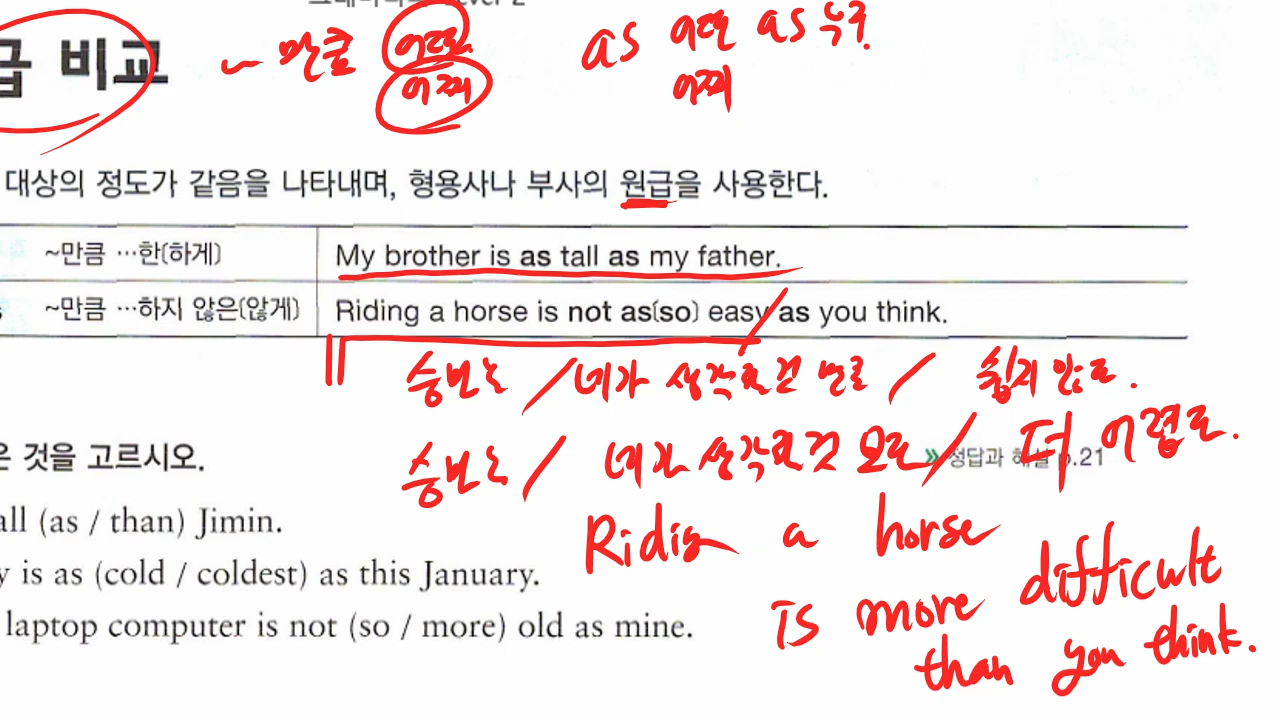 ~만큼 어떤 as 어떤 as 누구.
급 비교
어찌 어찌
대상의 정도가 같음을 나타내며, 형용사나 부사의 원급을 사용한다.
~만큼 …한(하게) My brother is as tall as my father.
~만큼 …하지 않은(않게) Riding a horse is not as(so) easy as you think.
승마는 / 네가 생각한것 만큼 / 쉽지 않다.
은 것을 고르시오.
승마는 / 네가 생각한것 보다 / 더 어렵다.
정답과 해설 p.21
all (as / than) Jimin.
Riding a horse
y is as (cold / coldest) as this January.
is more difficult
laptop computer is not (so / more) old as mine.
than you think.